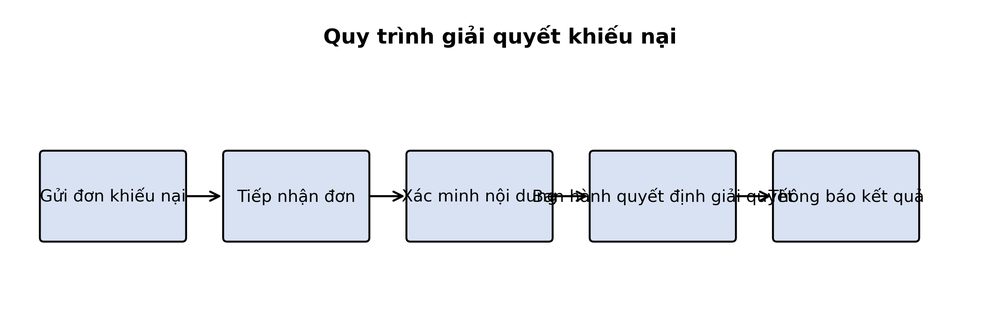 Quy trình giải quyết khiếu nại
Gửi đơn khiếu nại
Tiếp nhận đơn
Xác minh nội dung
Ban hành quyết định giải quyết
Thông báo kết quả